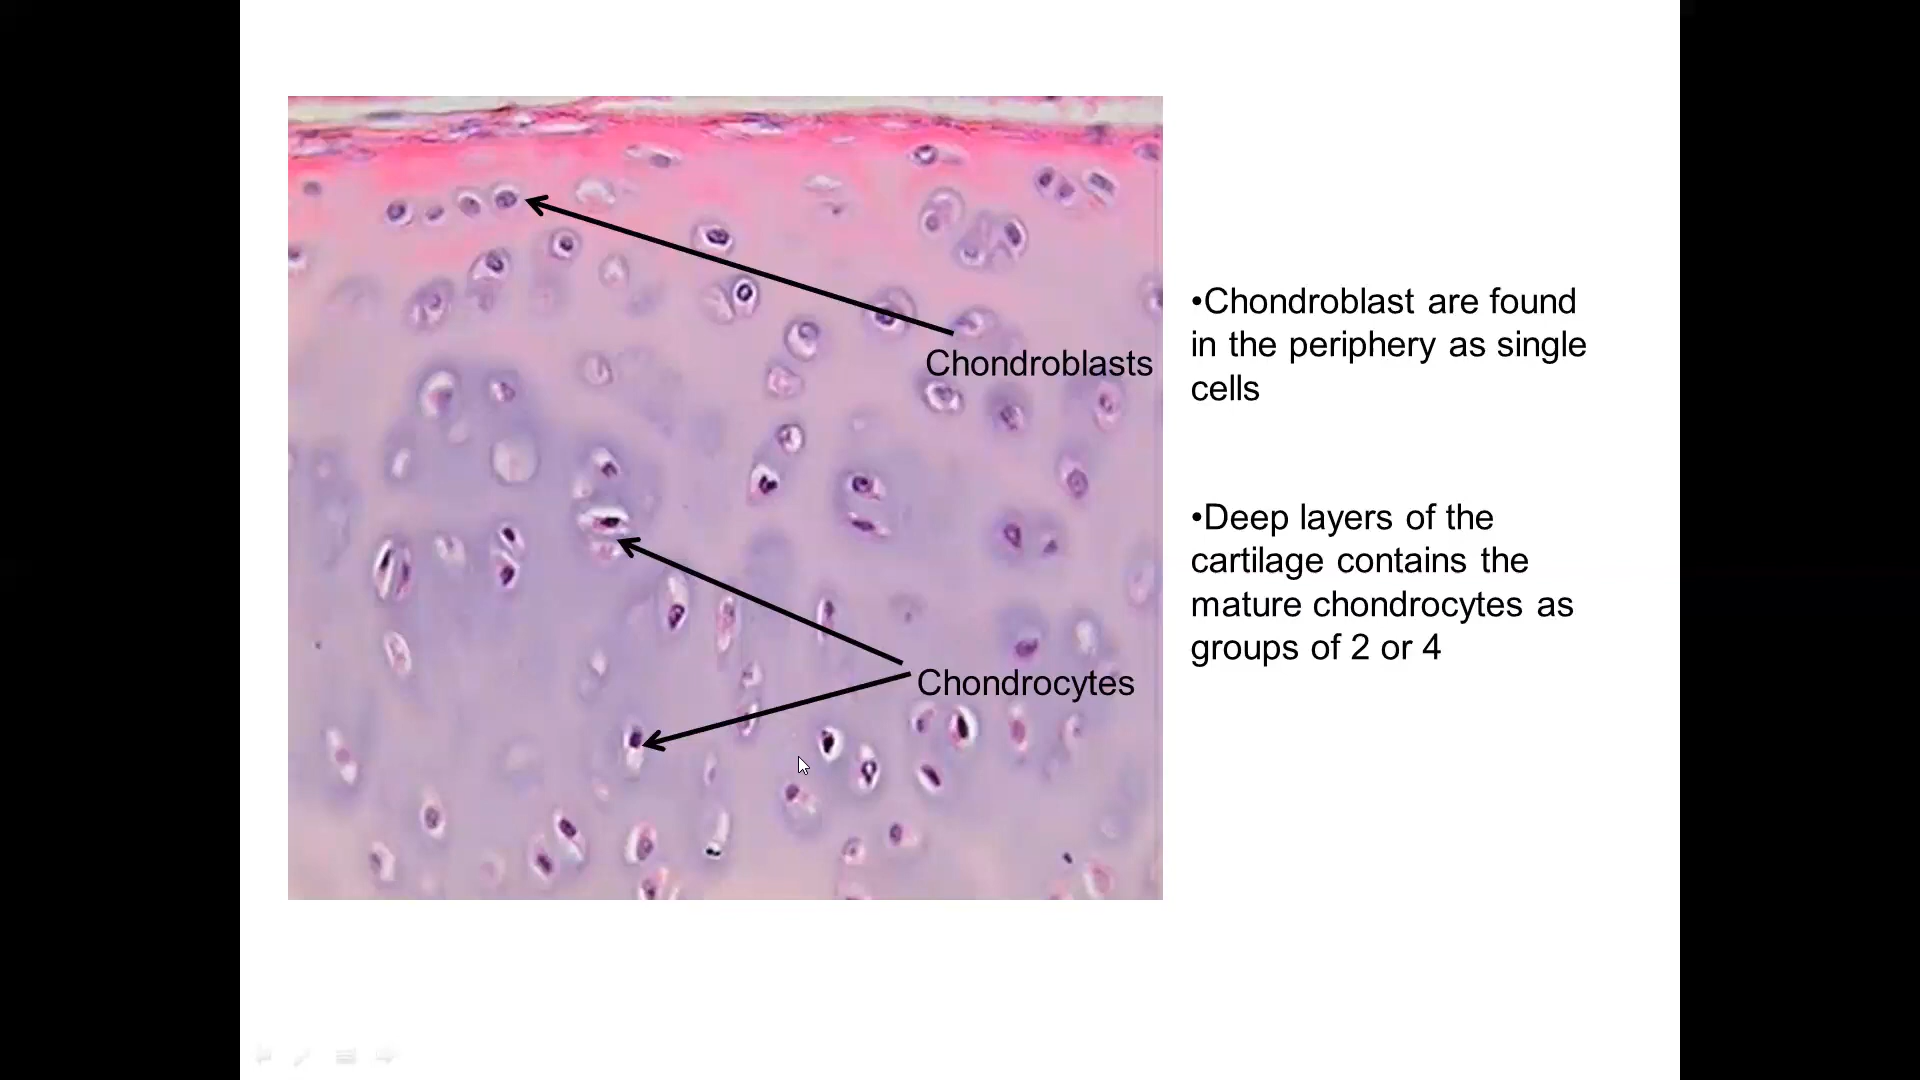 Chondroblasts
Chondrocytes
•Chondroblast are found
in the periphery as single
cells
•Deep layers of the
cartilage contains the
mature chondrocytes as
groups of 2 or 4